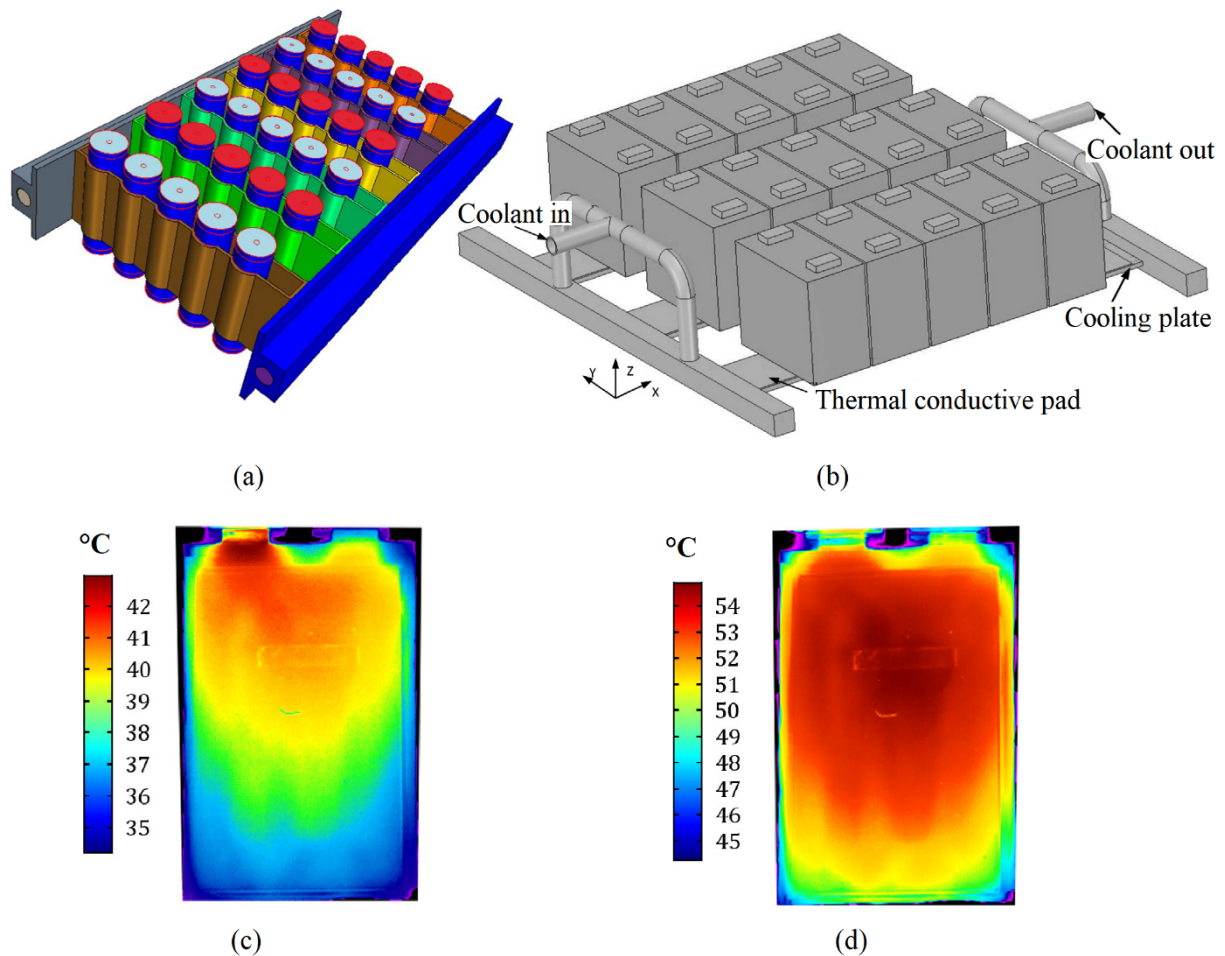 Coolant out
Coolant in
Cooling plate
Y
Z
X
Thermal conductive pad
(a)
(b)
°C
42
41
40
39
38
37
36
35
°C
54
53
52
51
50
49
48
47
46
45
(c)
(d)